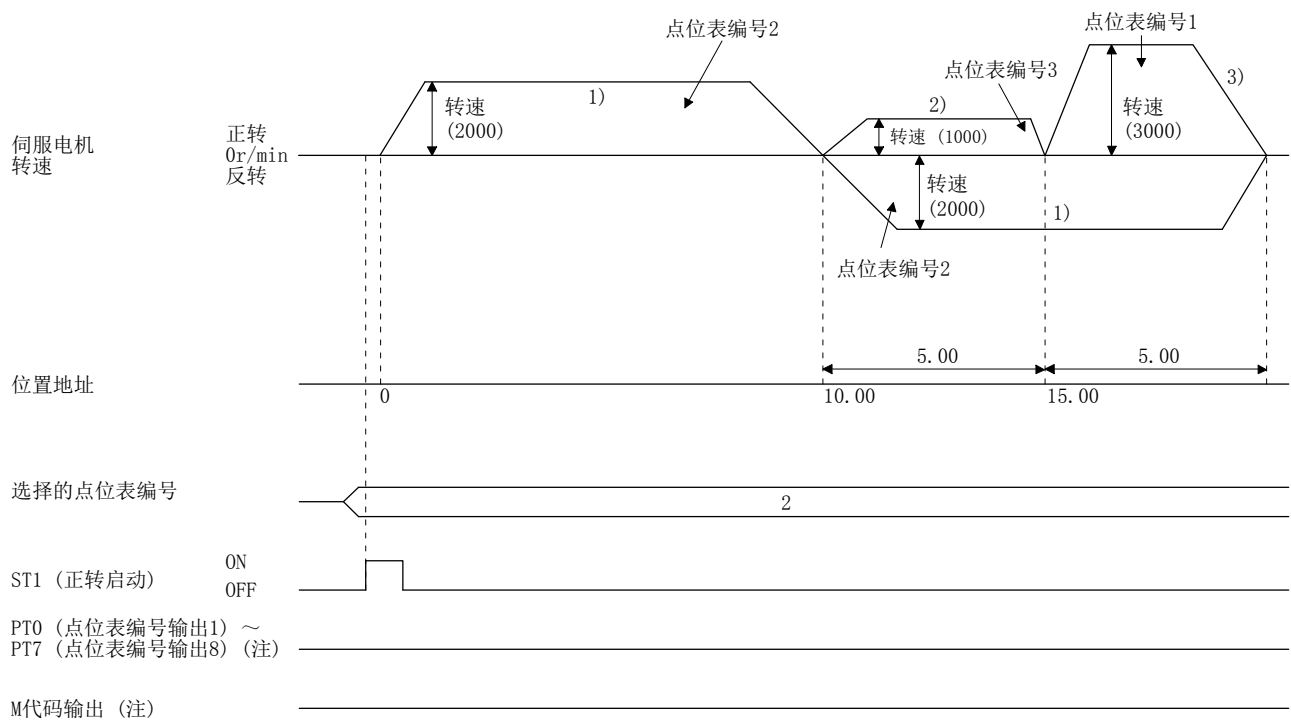 点位表编号2
点位表编号1
点位表编号3
1)
2)
3)
转速
(2000)
转速 (1000)
转速
(3000)
伺服电机
转速
正转
0r/min
反转
转速
(2000)
1)
点位表编号2
5.00
5.00
位置地址
0
10.00
15.00
选择的点位表编号
2
ST1 (正转启动)
ON
OFF
PT0 (点位表编号输出1) ～
PT7 (点位表编号输出8) (注)
M代码输出 (注)